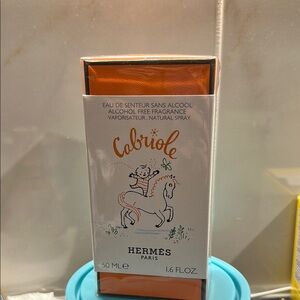 EAU DE SENTEUR SANS ALCOOL
ALCOHOL FREE FRAGRANCE
VAPORISATEUR . NATURAL SPRAY
Cabriole
HERMÈS
PARIS
50 ML℮ 1.6 FL.OZ.